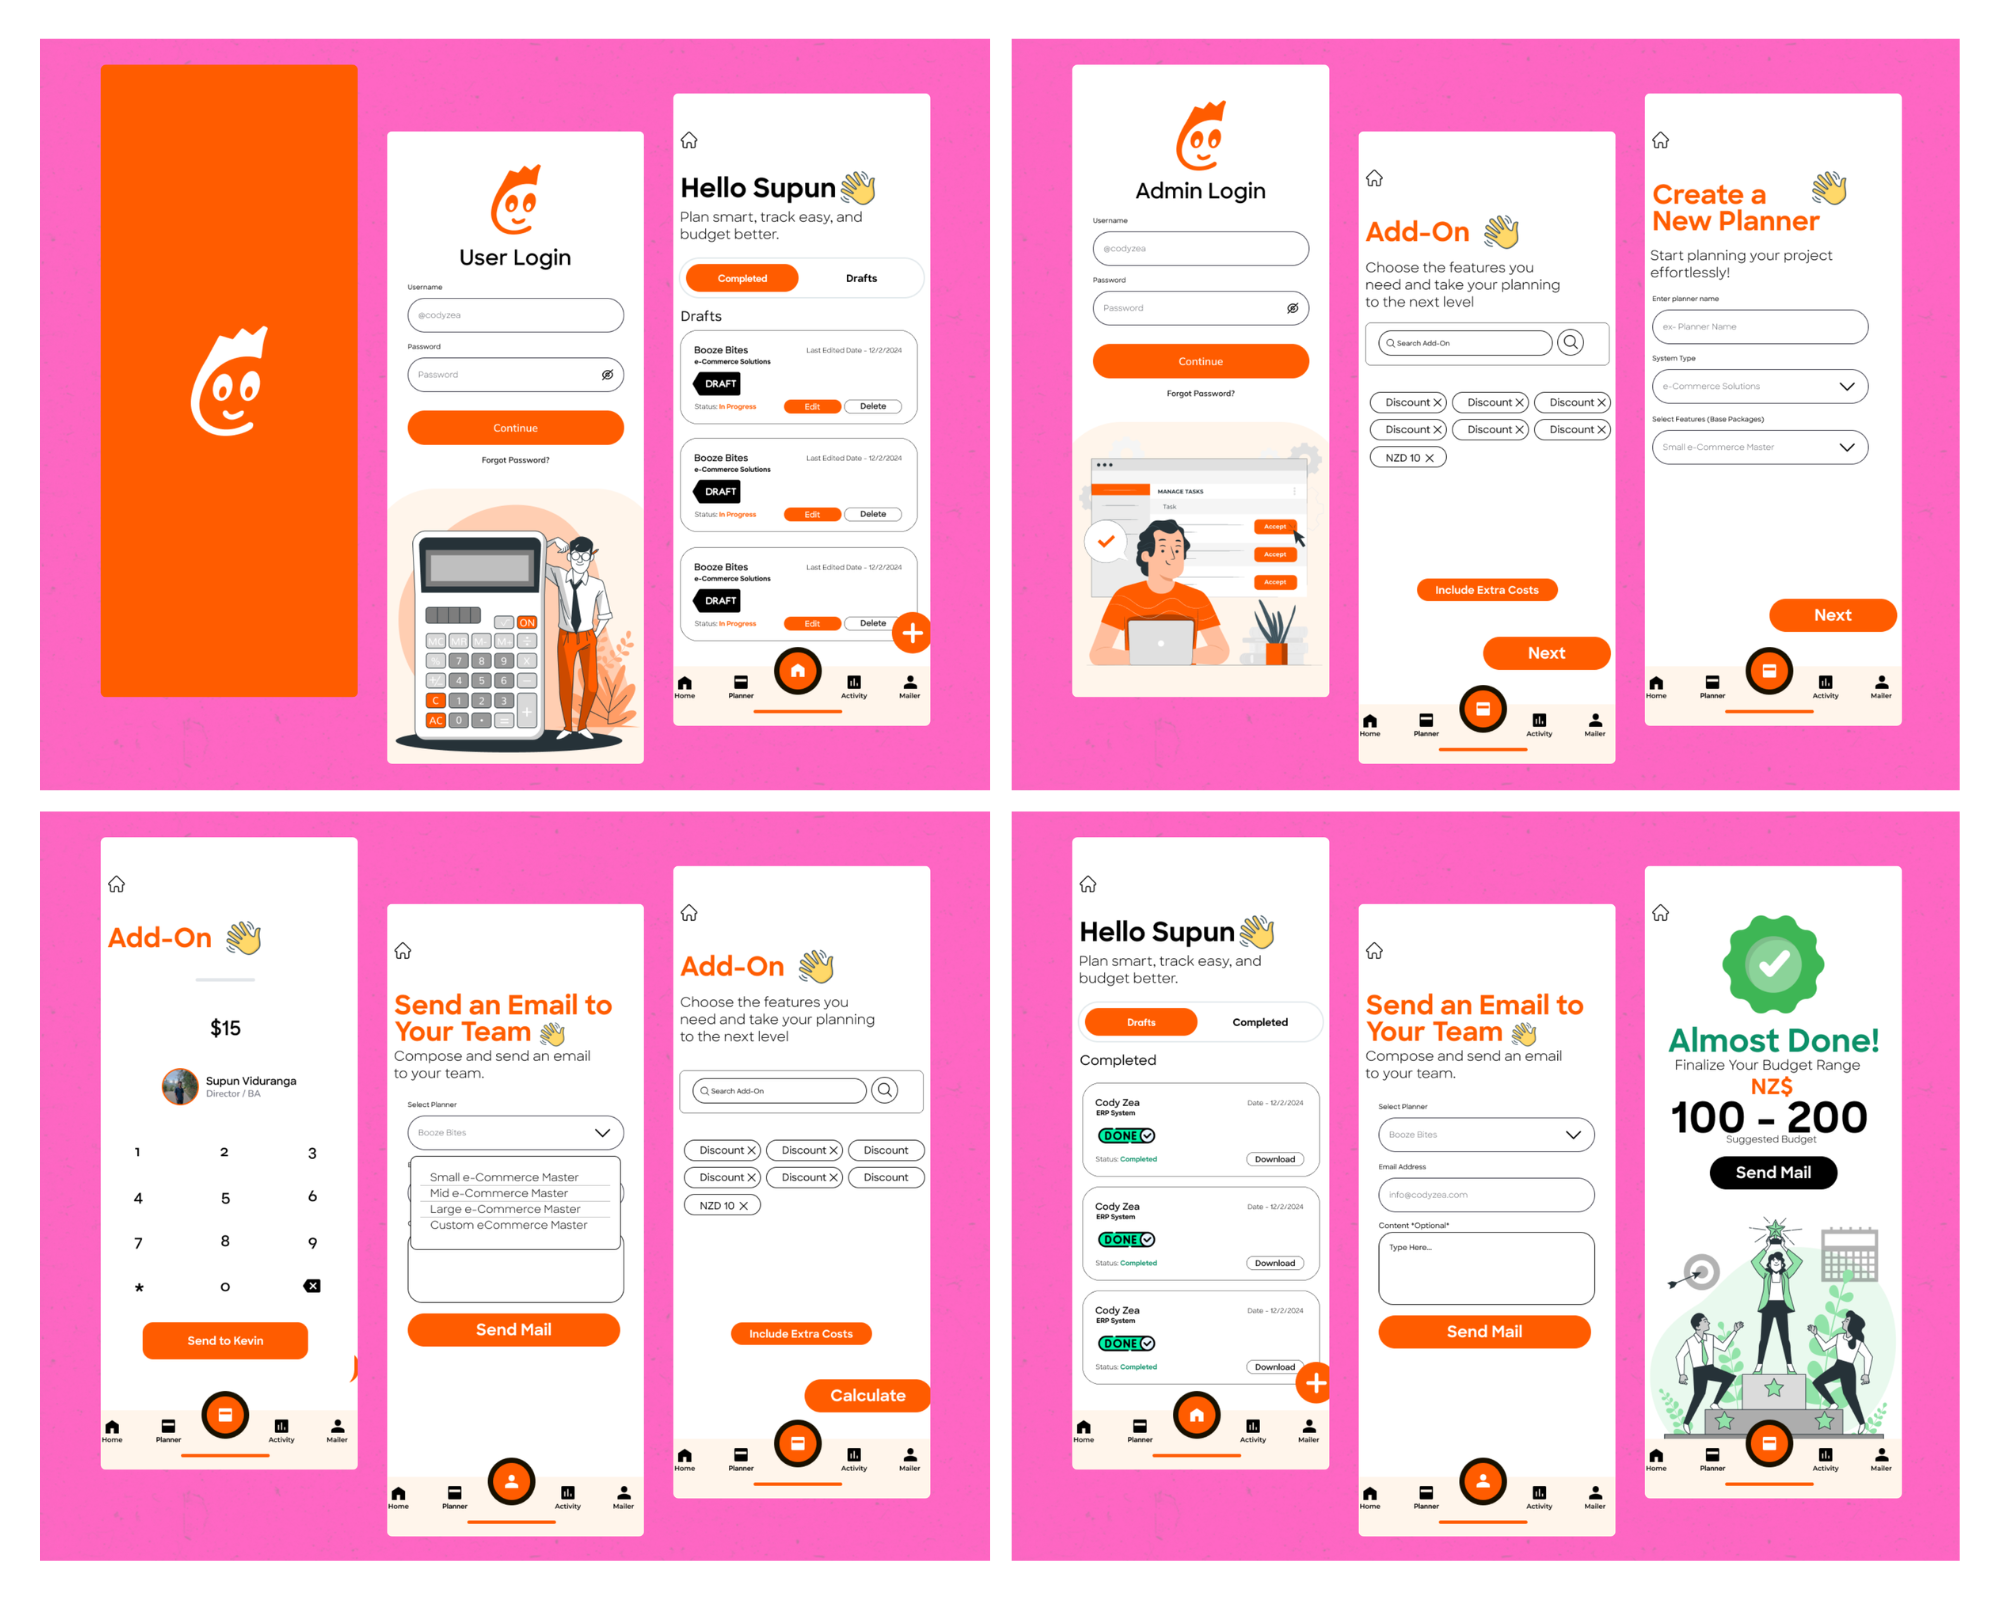 User Login
Username
@codyzea
Password
Password
Continue
Forgot Password?
ON
MC MR M- M+ ÷
% 7 8 9 X
+/- 4 5 6 −
C 1 2 3 +
AC 0 • =
Hello Supun
Plan smart, track easy, and
budget better.
Completed Drafts
Drafts
Booze Bites Last Edited Date - 12/2/2024
e-Commerce Solutions
DRAFT
Status: In Progress Edit Delete
Booze Bites Last Edited Date - 12/2/2024
e-Commerce Solutions
DRAFT
Status: In Progress Edit Delete
Booze Bites Last Edited Date - 12/2/2024
e-Commerce Solutions
DRAFT
Status: In Progress Edit Delete
Home Planner Activity Mailer
Admin Login
Username
@codyzea
Password
Password
Continue
Forgot Password?
MANAGE TASKS
Task
Accept
Accept
Accept
Add-On
Choose the features you
need and take your planning
to the next level
Search Add-On
Discount X Discount X Discount X
Discount X Discount X Discount X
NZD 10 X
Include Extra Costs
Next
Home Planner Activity Mailer
Create a
New Planner
Start planning your project
effortlessly!
Enter planner name
ex- Planner Name
System Type
e-Commerce Solutions
Select Features (Base Packages)
Small e-Commerce Master
Next
Home Planner Activity Mailer
Add-On
$15
Supun Viduranga
Director / BA
1 2 3
4 5 6
7 8 9
* 0
Send to Kevin
Home Planner Activity Mailer
Send an Email to
Your Team
Compose and send an email
to your team.
Select Planner
Booze Bites
Small e-Commerce Master
Mid e-Commerce Master
Large e-Commerce Master
Custom eCommerce Master
Send Mail
Home Planner Activity Mailer
Add-On
Choose the features you
need and take your planning
to the next level
Search Add-On
Discount X Discount X Discount
Discount X Discount X Discount
NZD 10 X
Include Extra Costs
Calculate
Home Planner Activity Mailer
Hello Supun
Plan smart, track easy, and
budget better.
Drafts Completed
Completed
Cody Zea Date - 12/2/2024
ERP System
DONE
Status: Completed Download
Cody Zea Date - 12/2/2024
ERP System
DONE
Status: Completed Download
Cody Zea Date - 12/2/2024
ERP System
DONE
Status: Completed Download
Home Planner Activity Mailer
Send an Email to
Your Team
Compose and send an email
to your team.
Select Planner
Booze Bites
Email Address
info@codyzea.com
Content *Optional*
Type Here...
Send Mail
Home Planner Activity Mailer
Almost Done!
Finalize Your Budget Range
NZ$
100 - 200
Suggested Budget
Send Mail
Home Planner Activity Mailer